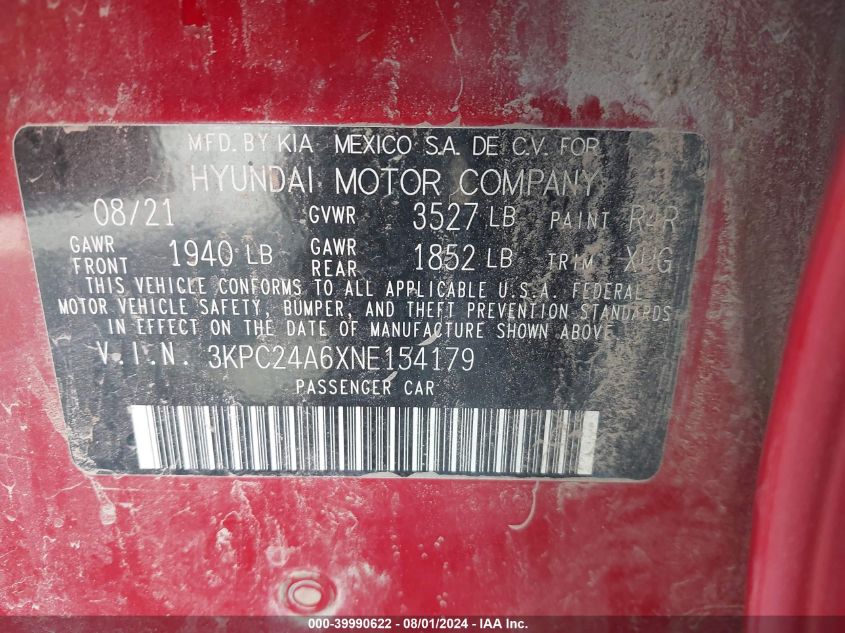 MFD. BY KIA MEXICO S.A. DE C.V. FOR
HYUNDAI MOTOR COMPANY
08/21 GVWR 3527 LB PAINT R4R
GAWR FRONT 1940 LB GAWR REAR 1852 LB TRIM XUG
THIS VEHICLE CONFORMS TO ALL APPLICABLE U.S.A. FEDERAL
MOTOR VEHICLE SAFETY, BUMPER, AND THEFT PREVENTION STANDARDS
IN EFFECT ON THE DATE OF MANUFACTURE SHOWN ABOVE.
V.I.N. 3KPC24A6XNE154179
PASSENGER CAR
000-39990622 - 08/01/2024 - IAA Inc.